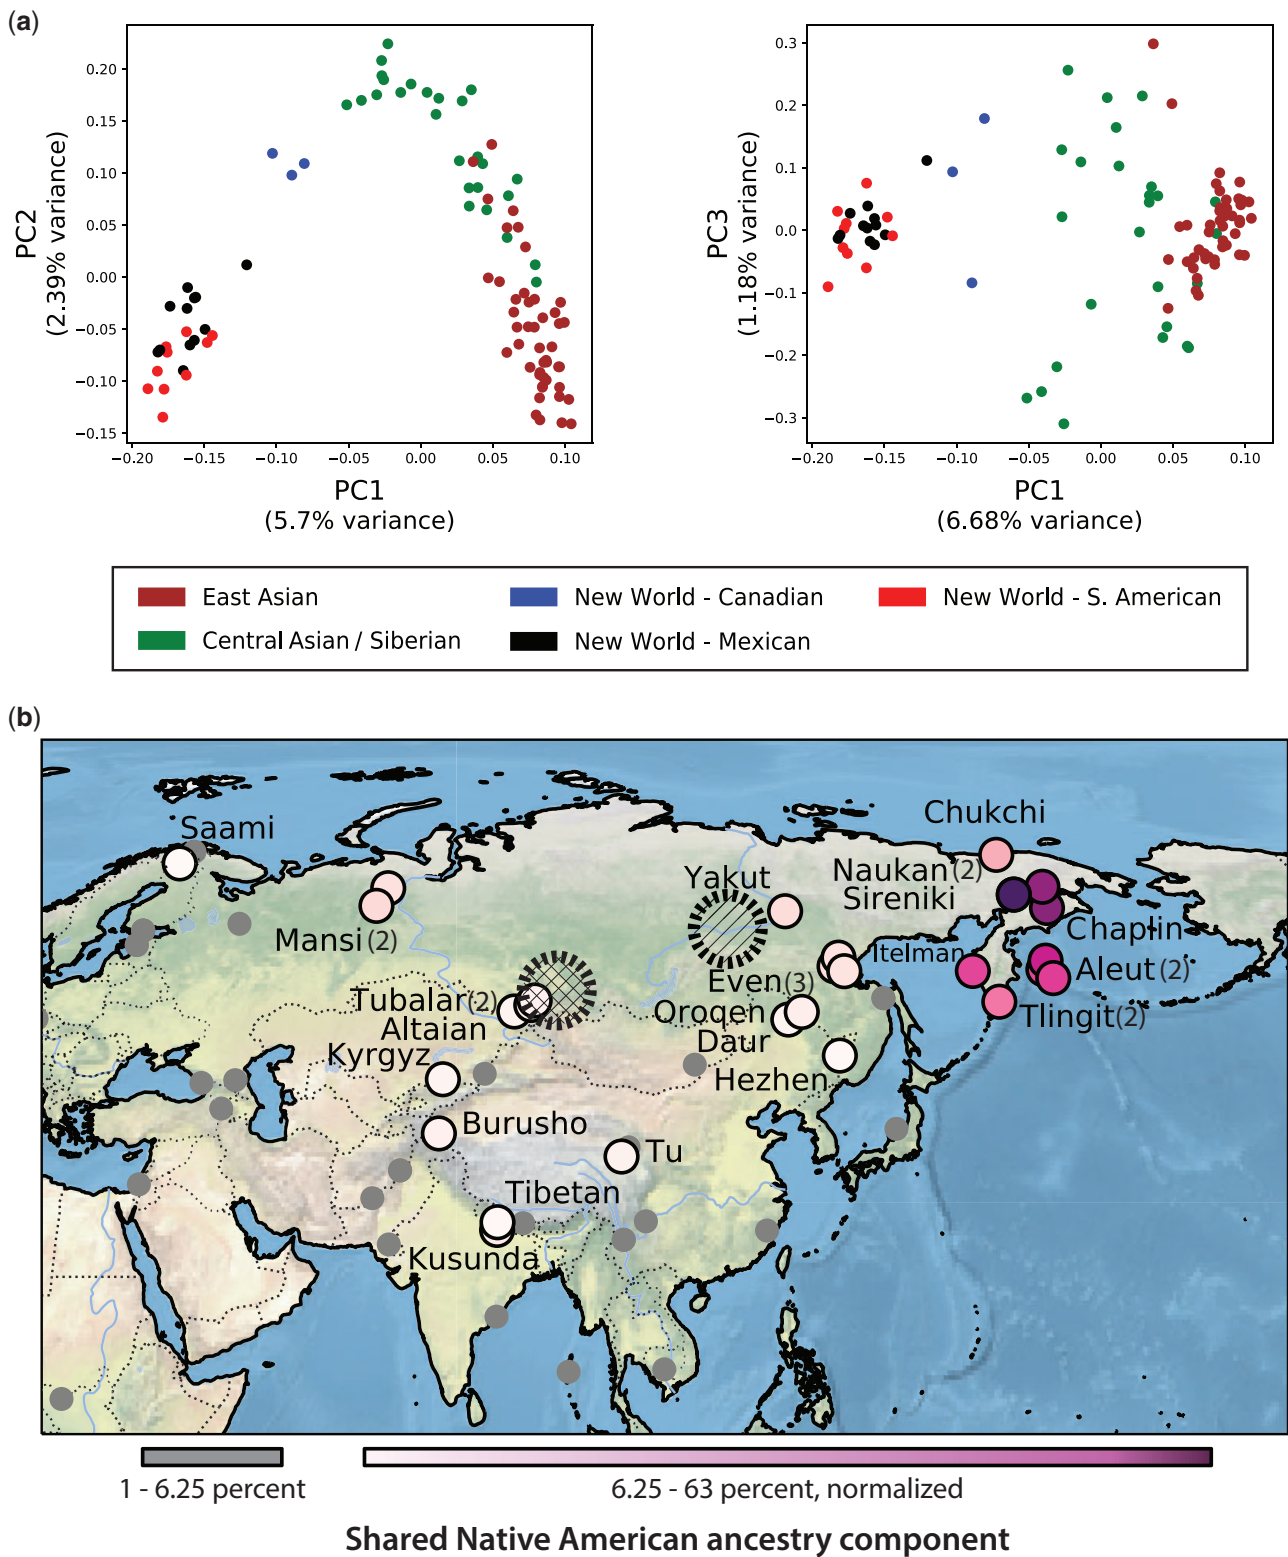 (a)
0.20
0.15
0.10
0.05
0.00
−0.05
−0.10
−0.15
PC2
(2.39% variance)
−0.20 −0.15 −0.10 −0.05 0.00 0.05 0.10
PC1
(5.7% variance)
0.3
0.2
0.1
0.0
−0.1
−0.2
−0.3
PC3
(1.18% variance)
−0.20 −0.15 −0.10 −0.05 0.00 0.05 0.10
PC1
(6.68% variance)
East Asian
New World - Canadian
New World - S. American
Central Asian / Siberian
New World - Mexican
(b)
Saami
Chukchi
Yakut
Naukan(2)
Sireniki
Mansi(2)
Chaplin
Itelman
Even(3)
Aleut(2)
Tubalar(2)
Oroqen
Tlingit(2)
Altaian
Daur
Kyrgyz
Hezhen
Burusho
Tu
Tibetan
Kusunda
1 - 6.25 percent
6.25 - 63 percent, normalized
Shared Native American ancestry component